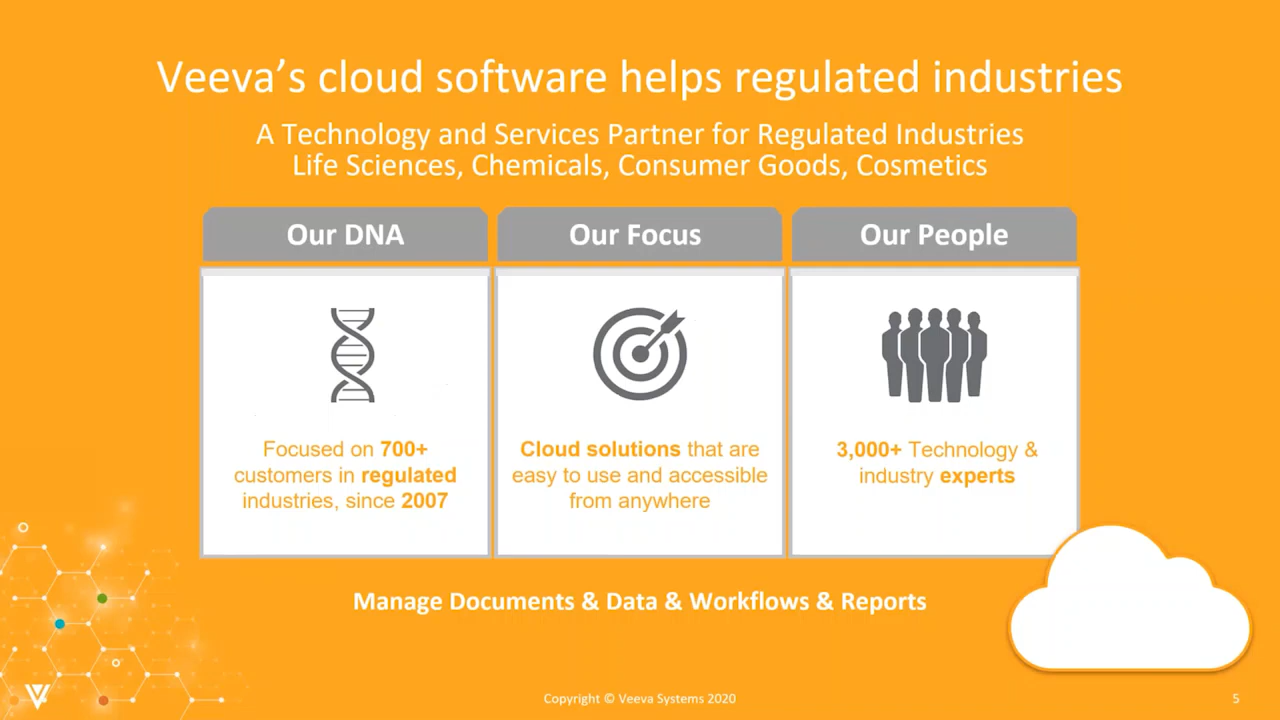 Veeva’s cloud software helps regulated industries
A Technology and Services Partner for Regulated Industries
Life Sciences, Chemicals, Consumer Goods, Cosmetics
Our DNA
Focused on 700+
customers in regulated
industries, since 2007
Our Focus
Cloud solutions that are
easy to use and accessible
from anywhere
Our People
3,000+ Technology &
industry experts
Manage Documents & Data & Workflows & Reports
Copyright © Veeva Systems 2020
5